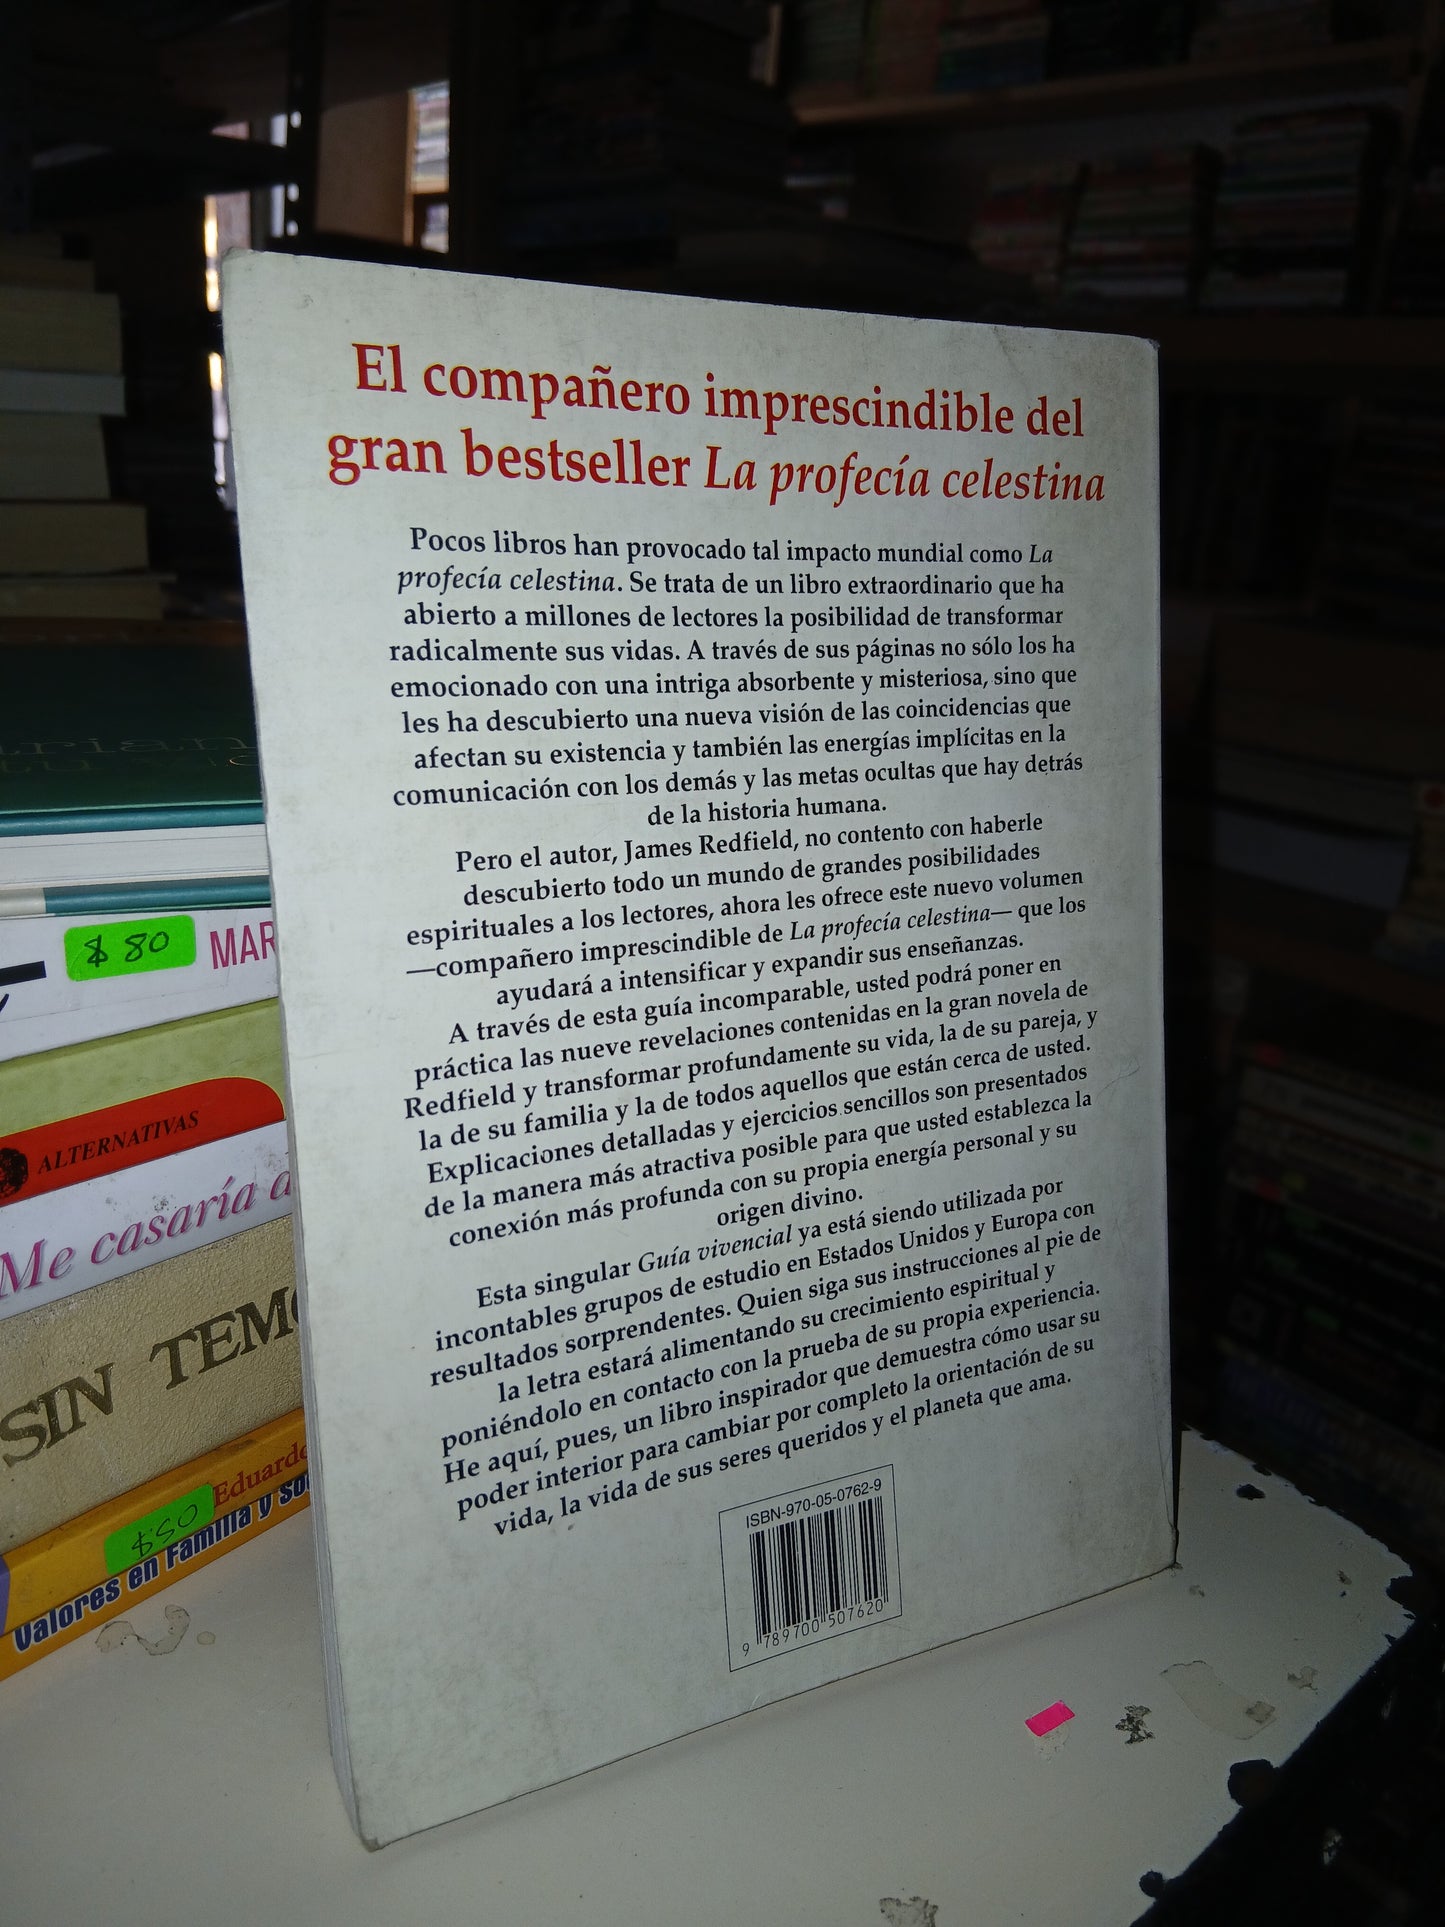 El compañero imprescindible del
gran bestseller La profecía celestina
Pocos libros han provocado tal impacto mundial como La
profecía celestina. Se trata de un libro extraordinario que ha
abierto a millones de lectores la posibilidad de transformar
radicalmente sus vidas. A través de sus páginas no sólo los ha
emocionado con una intriga absorbente y misteriosa, sino que
les ha descubierto una nueva visión de las coincidencias que
afectan su existencia y también las energías implícitas en la
comunicación con los demás y las metas ocultas que hay detrás
de la historia humana.
Pero el autor, James Redfield, no contento con haberle
descubierto todo un mundo de grandes posibilidades
espirituales a los lectores, ahora les ofrece este nuevo volumen
—compañero imprescindible de La profecía celestina— que los
ayudará a intensificar y expandir sus enseñanzas.
A través de esta guía incomparable, usted podrá poner en
práctica las nueve revelaciones contenidas en la gran novela de
Redfield y transformar profundamente su vida, la de su pareja, y
la de su familia y la de todos aquellos que están cerca de usted.
Explicaciones detalladas y ejercicios sencillos son presentados
de la manera más atractiva posible para que usted establezca la
conexión más profunda con su propia energía personal y su
origen divino.
Esta singular Guía vivencial ya está siendo utilizada por
incontables grupos de estudio en Estados Unidos y Europa con
resultados sorprendentes. Quien siga sus instrucciones al pie de
la letra estará alimentando su crecimiento espiritual y
poniéndolo en contacto con la prueba de su propia experiencia.
He aquí, pues, un libro inspirador que demuestra cómo usar su
poder interior para cambiar por completo la orientación de su
vida, la vida de sus seres queridos y el planeta que ama.
ISBN-970-05-0762-9
9 789700 507620
$ 80
MAR
ALTERNATIVAS
Me casaría
SIN TEMO
Eduardo
$50
Valores en Familia y So